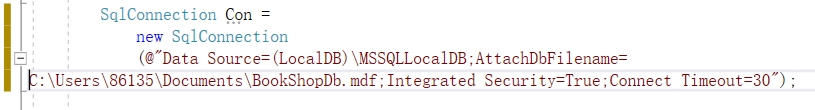 SqlConnection Con =
new SqlConnection
(@"Data Source=(LocalDB)\MSSQLLocalDB;AttachDbFilename=
C:\Users\86135\Documents\BookShopDb.mdf;Integrated Security=True;Connect Timeout=30");